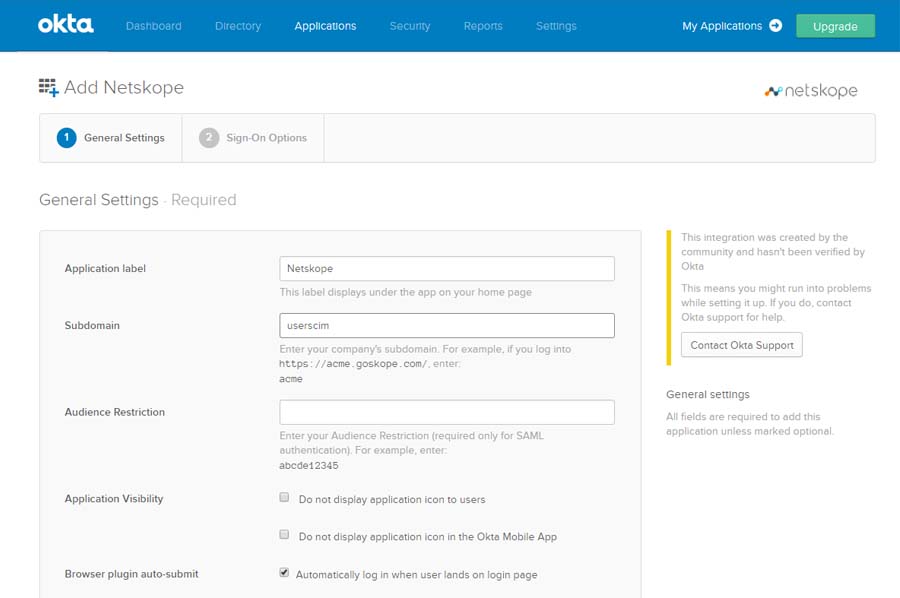 okta Dashboard Directory Applications Security Reports Settings My Applications Upgrade
Add Netskope
netskope
1 General Settings 2 Sign-On Options
General Settings - Required
Application label Netskope
This label displays under the app on your home page
Subdomain userscim
Enter your company's subdomain. For example, if you log into
https://acme.goskope.com/, enter:
acme
Audience Restriction
Enter your Audience Restriction (required only for SAML
authentication). For example, enter:
abcde12345
Application Visibility Do not display application icon to users
Do not display application icon in the Okta Mobile App
Browser plugin auto-submit Automatically log in when user lands on login page
This integration was created by the
community and hasn't been verified by
Okta
This means you might run into problems
while setting it up. If you do, contact
Okta support for help.
Contact Okta Support
General settings
All fields are required to add this
application unless marked optional.